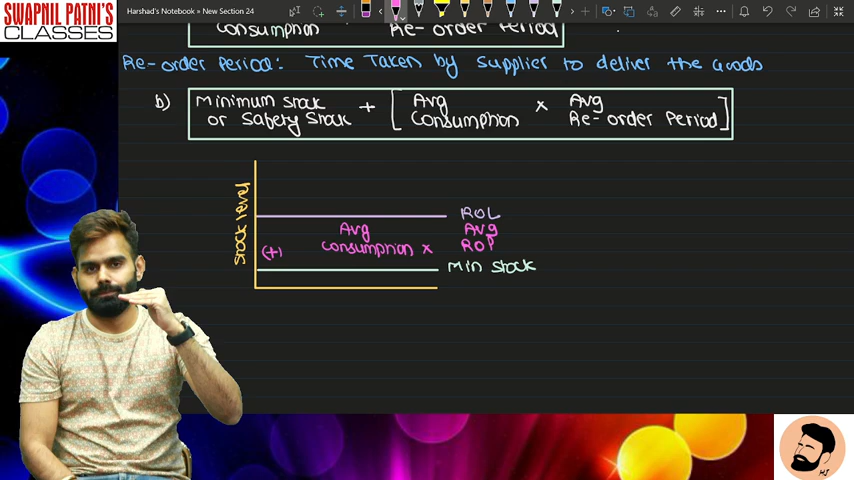 SWAPNIL PATNI'S
CLASSES
Harshad's Notebook » New Section 24
Consumption Re-order Period
Re-order Period: Time Taken by supplier to deliver the Goods
b) Minimum stock or Safety stock + [Avg Consumption x Avg Re-order Period]
Stock level
ROL
(+) Avg Consumption x Avg ROP
Min stock
HS